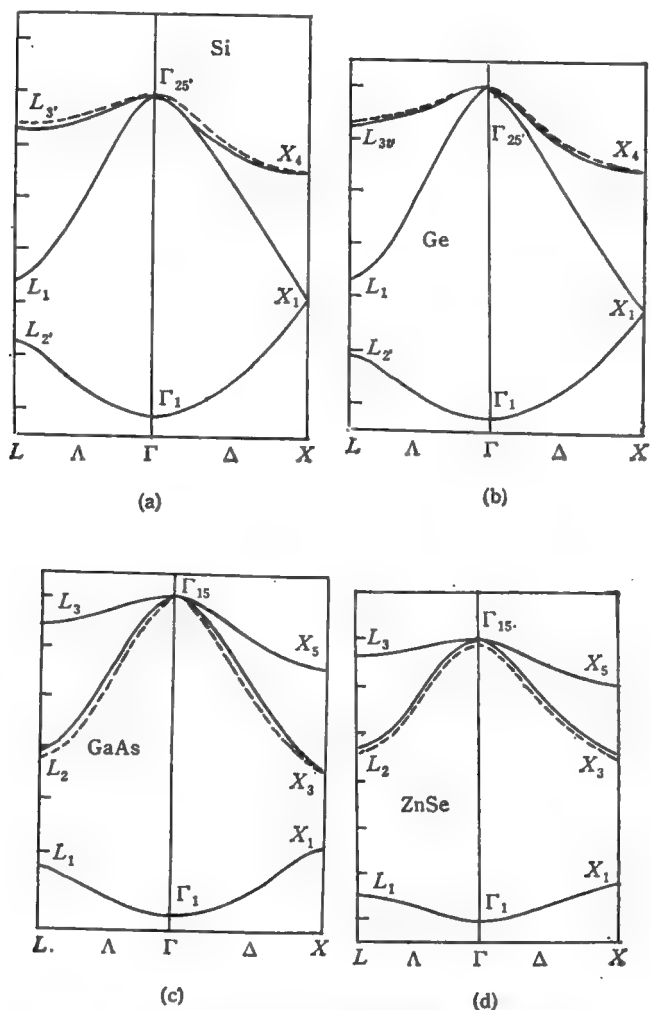 Si
Γ25'
L3'
X4
L1
X1
L2'
Γ1
L Λ Γ Δ X
(a)
L3'
Γ25'
X4
Ge
L1
X1
L2'
Γ1
L Λ Γ Δ X
(b)
L3
Γ15
X5
GaAs
L2
X3
L1
X1
Γ1
L. Λ Γ Δ X
(c)
L3
Γ15.
X5
L2
X3
ZnSe
L1
X1
Γ1
L Λ Γ Δ X
(d)